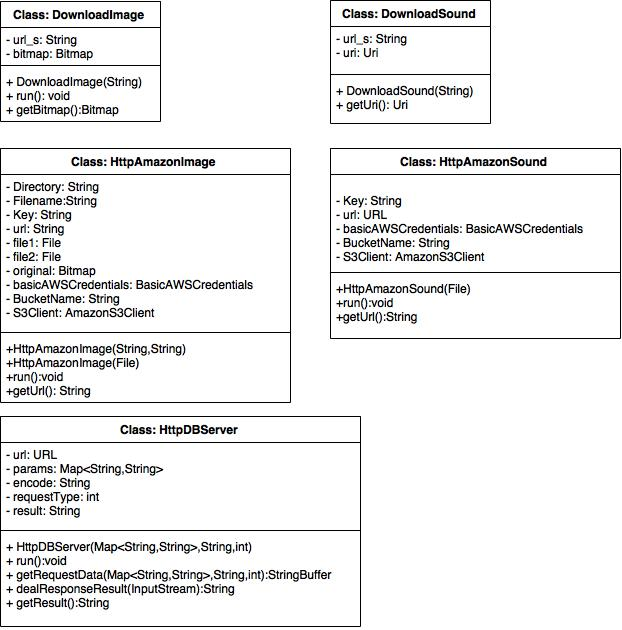 Class: DownloadImage
- url_s: String
- bitmap: Bitmap
+ DownloadImage(String)
+ run(): void
+ getBitmap():Bitmap
Class: DownloadSound
- url_s: String
- uri: Uri
+ DownloadSound(String)
+ getUri(): Uri
Class: HttpAmazonImage
- Directory: String
- Filename:String
- Key: String
- url: String
- file1: File
- file2: File
- original: Bitmap
- basicAWSCredentials: BasicAWSCredentials
- BucketName: String
- S3Client: AmazonS3Client
+HttpAmazonImage(String,String)
+HttpAmazonImage(File)
+run():void
+getUrl(): String
Class: HttpAmazonSound
- Key: String
- url: URL
- basicAWSCredentials: BasicAWSCredentials
- BucketName: String
- S3Client: AmazonS3Client
+HttpAmazonSound(File)
+run():void
+getUrl():String
Class: HttpDBServer
- url: URL
- params: Map<String,String>
- encode: String
- requestType: int
- result: String
+ HttpDBServer(Map<String,String>,String,int)
+ run():void
+ getRequestData(Map<String,String>,String,int):StringBuffer
+ dealResponseResult(InputStream):String
+ getResult():String